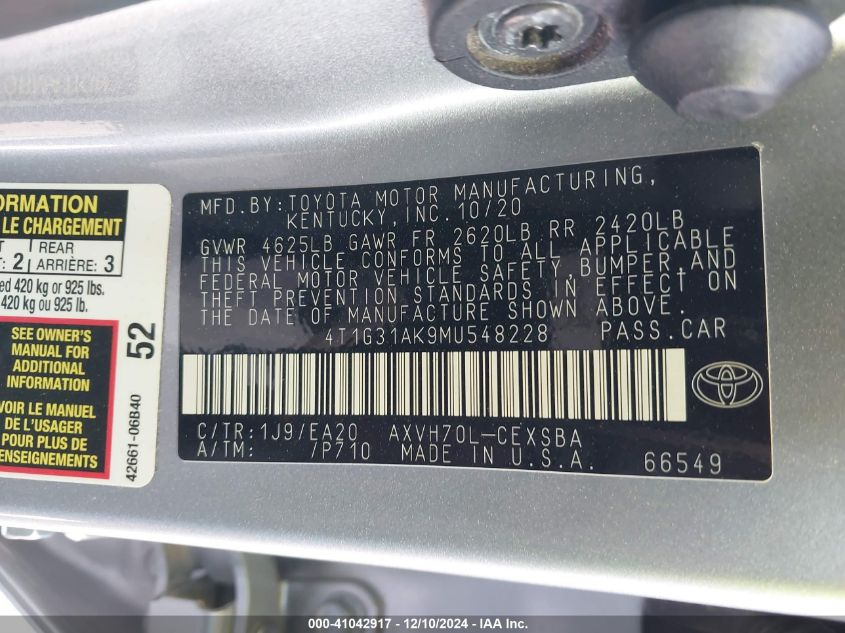 MFD.BY:TOYOTA MOTOR MANUFACTURING,
KENTUCKY, INC. 10/20
GVWR 4625LB GAWR FR 2620LB RR 2420LB
THIS VEHICLE CONFORMS TO ALL APPLICABLE
FEDERAL MOTOR VEHICLE SAFETY,BUMPER,AND
THEFT PREVENTION STANDARDS IN EFFECT ON
THE DATE OF MANUFACTURE SHOWN ABOVE.
4T1G31AK9MU548228 PASS.CAR
C/TR:1J9/EA20 AXVH70L-CEXSBA
A/TM: /P710 MADE IN U.S.A. 66549
LE CHARGEMENT
REAR
2 ARRIÈRE: 3
420 kg or 925 lbs.
420 kg ou 925 lb.
SEE OWNER'S
MANUAL FOR
ADDITIONAL
INFORMATION
VOIR LE MANUEL
DE L'USAGER
POUR PLUS DE
RENSEIGNEMENTS
52
42661-06B40
000-41042917 - 12/10/2024 - IAA Inc.